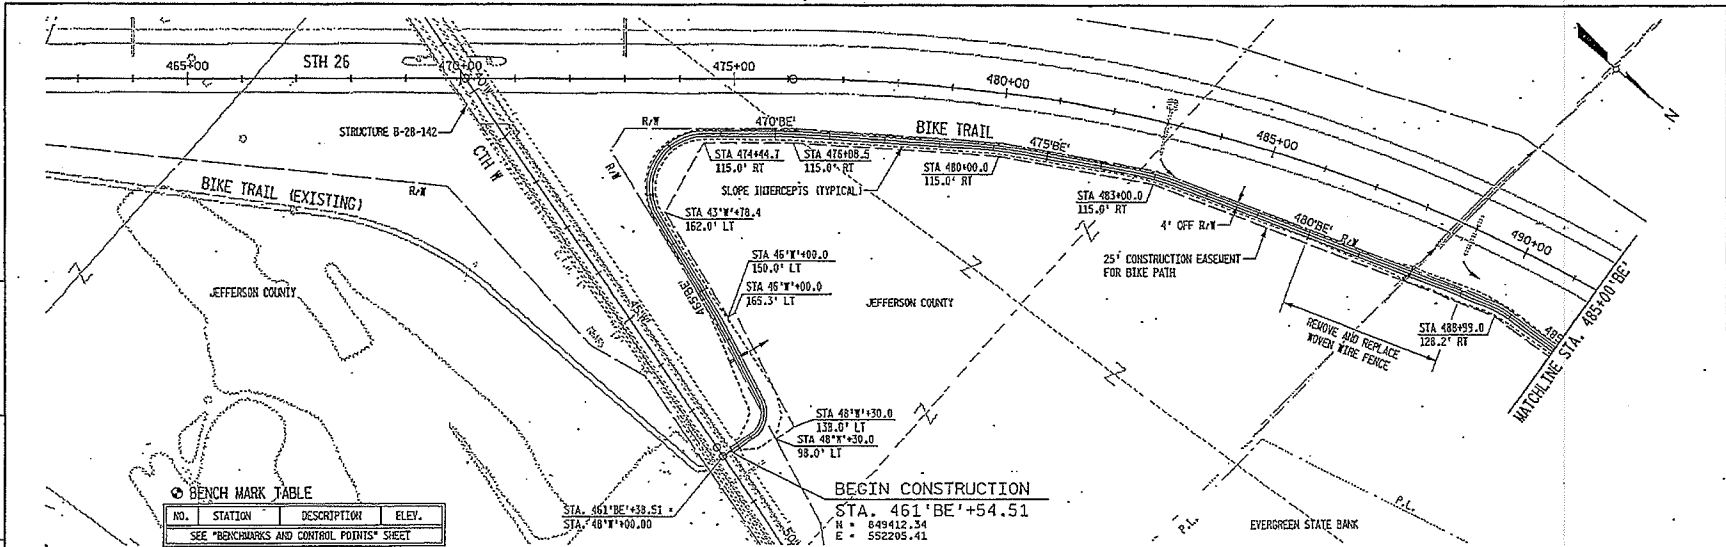 465+00
STH 26
470+00
475+00
480+00
485+00
490+00
N
STRUCTURE B-28-142
CTH W
R/W
470'BE'
BIKE TRAIL
475'BE'
STA 474+44.7
115.0' RT
STA 476+08.5
115.0' RT
STA 480+00.0
115.0' RT
SLOPE INTERCEPTS (TYPICAL)
BIKE TRAIL (EXISTING)
R/W
R/W
STA 43'W'+78.4
162.0' LT
STA 483+00.0
115.0' RT
4' OFF R/W
480'BE'
R/W
STA 46'W'+00.0
150.0' LT
STA 46'W'+00.0
165.3' LT
25' CONSTRUCTION EASEMENT
FOR BIKE PATH
JEFFERSON COUNTY
465'BE'
JEFFERSON COUNTY
REMOVE AND REPLACE
WOVEN WIRE FENCE
STA 488+99.0
128.2' RT
485
MATCHLINE STA. 485+00'BE'
STA 48'W'+30.0
138.0' LT
STA 48'W'+30.0
98.0' LT
BENCH MARK TABLE
NO. STATION DESCRIPTION ELEV.
SEE "BENCHMARKS AND CONTROL POINTS" SHEET
STA. 461'BE'+38.51 =
STA. 48'W'+00.00
BEGIN CONSTRUCTION
STA. 461'BE'+54.51
N = 849412.34
E = 552205.41
P.L.
P.L.
EVERGREEN STATE BANK